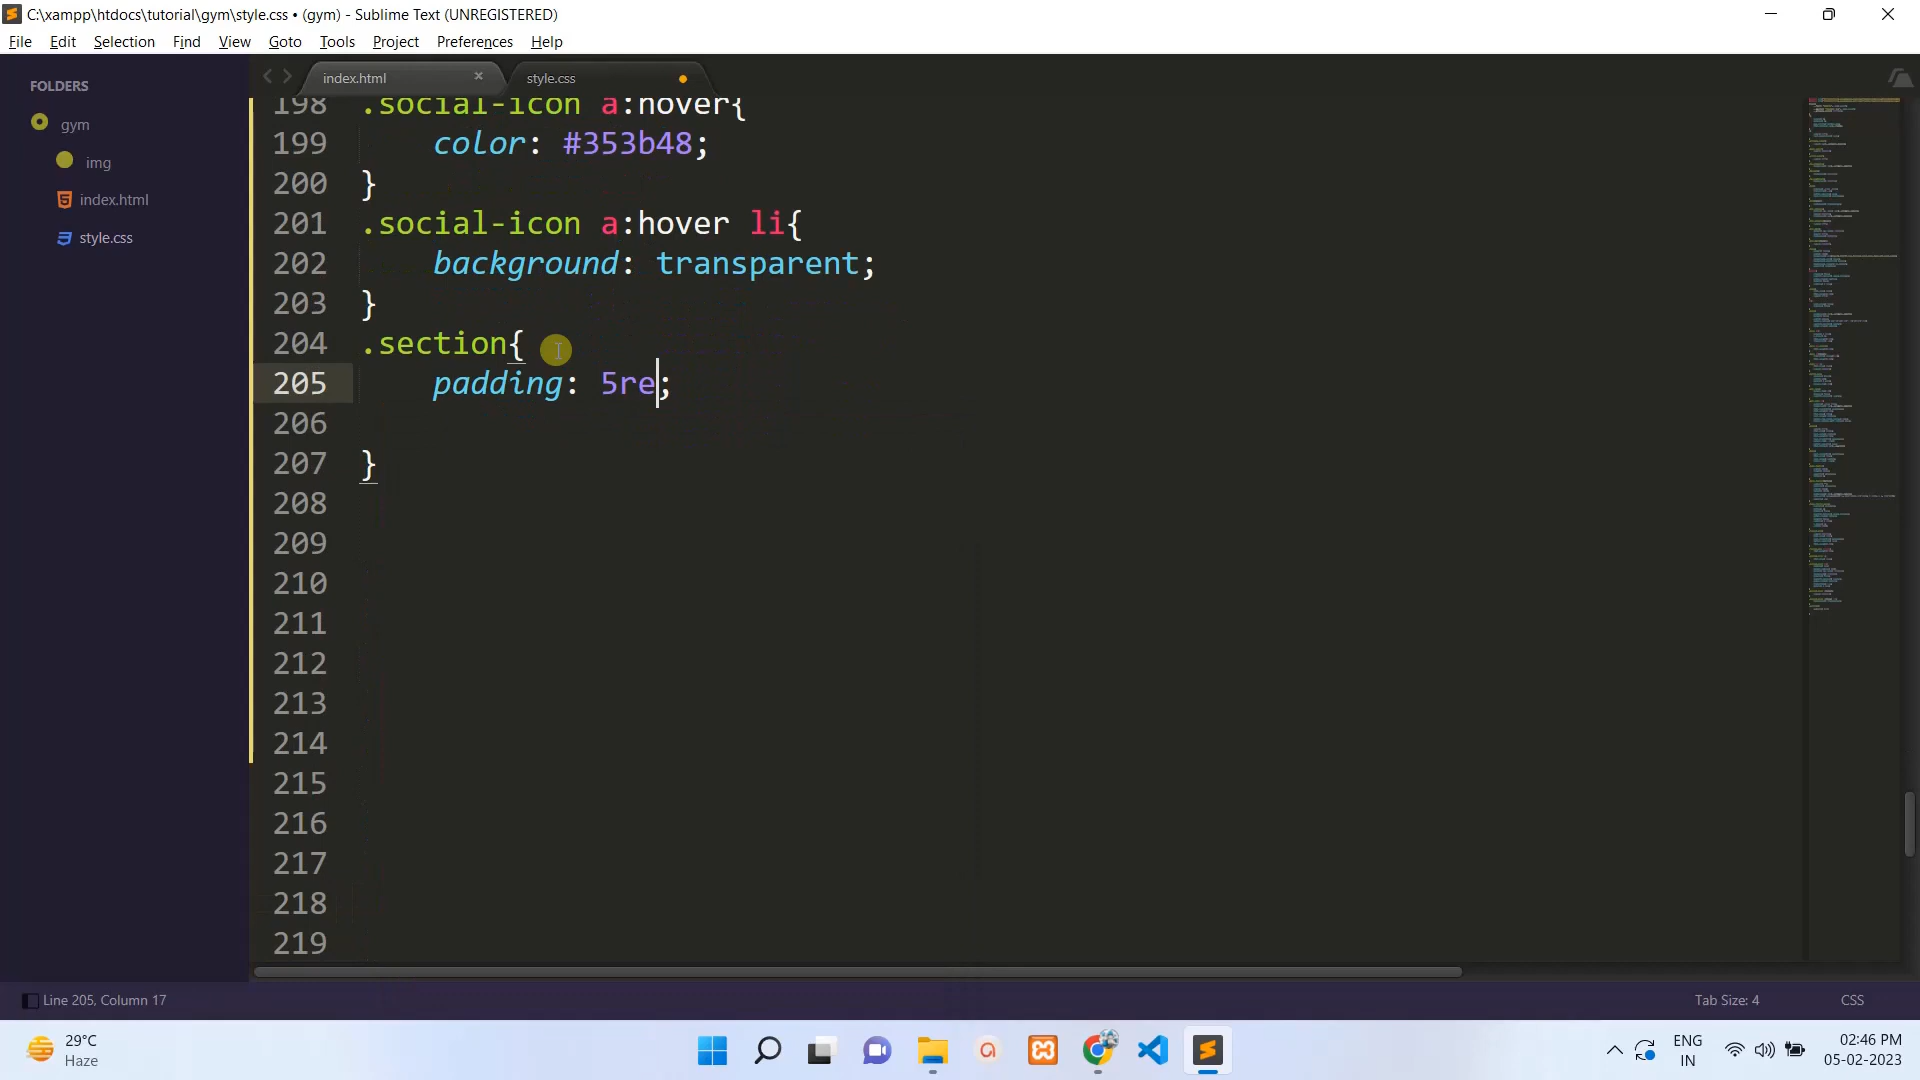 C:\xampp\htdocs\tutorial\gym\style.css • (gym) - Sublime Text (UNREGISTERED)
File Edit Selection Find View Goto Tools Project Preferences Help
FOLDERS
gym
img
index.html
style.css
index.html
style.css
198 .social-icon a:hover{
199 color: #353b48;
200 }
201 .social-icon a:hover li{
202 background: transparent;
203 }
204 .section{
205 padding: 5re;
206
207 }
208
209
210
211
212
213
214
215
216
217
218
219
Line 205, Column 17
Tab Size: 4
CSS
29°C
Haze
ENG
IN
02:46 PM
05-02-2023